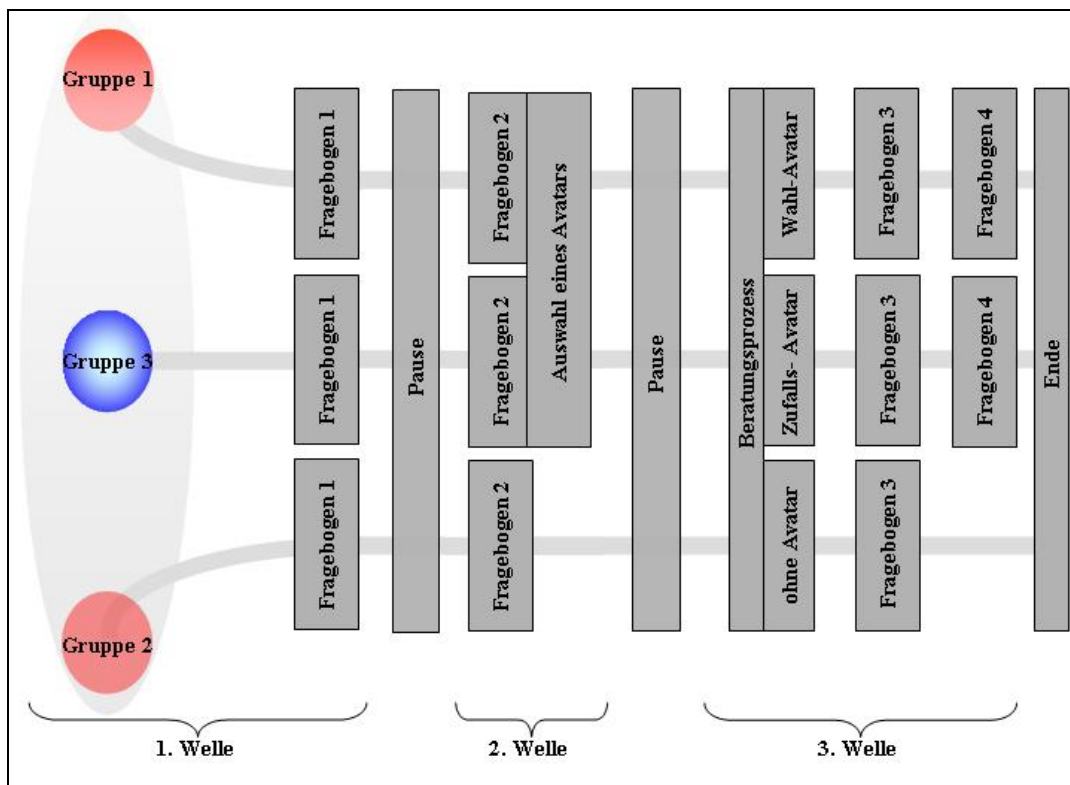 Gruppe 1
Fragebogen 1
Pause
Fragebogen 2
Auswahl eines Avatars
Pause
Beratungsprozess
Wahl-Avatar
Fragebogen 3
Fragebogen 4
Ende
Gruppe 3
Fragebogen 1
Fragebogen 2
Zufalls- Avatar
Fragebogen 3
Fragebogen 4
Gruppe 2
Fragebogen 1
Fragebogen 2
ohne Avatar
Fragebogen 3
1. Welle
2. Welle
3. Welle